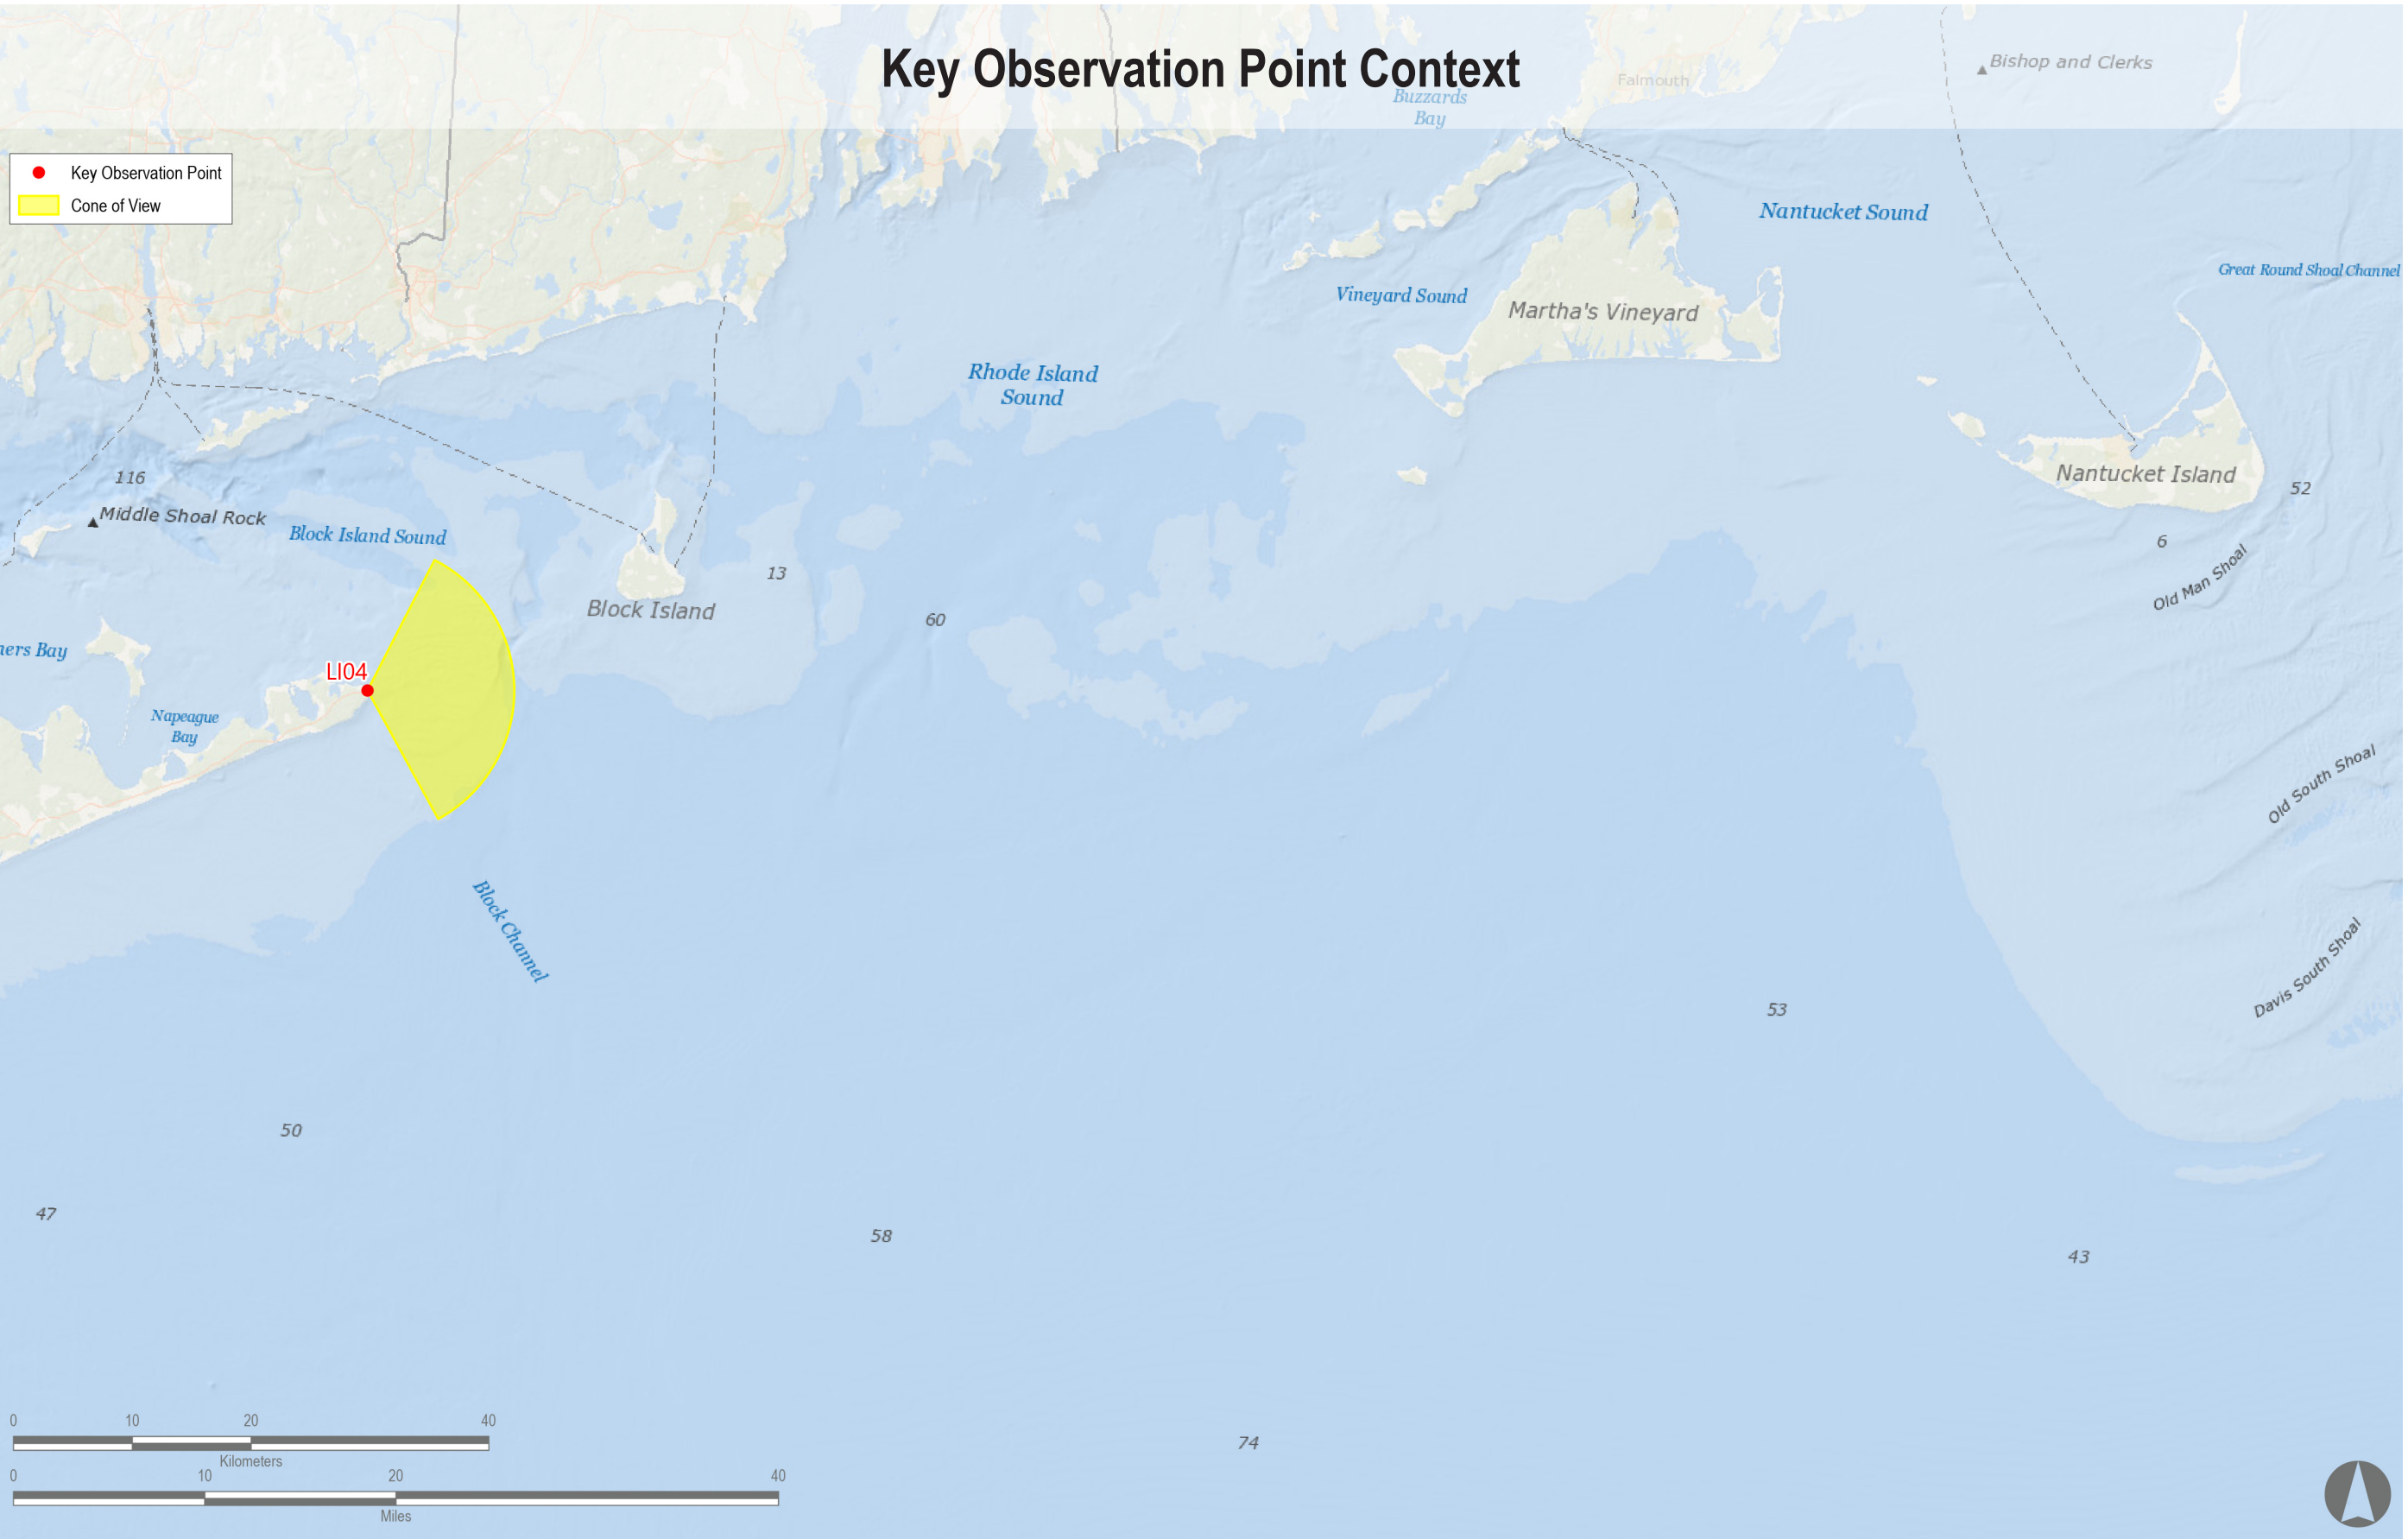 Key Observation Point Context
Bishop and Clerks
Falmouth
Buzzards
Bay
Key Observation Point
Cone of View
Nantucket Sound
Great Round Shoal Channel
Vineyard Sound
Martha's Vineyard
Rhode Island
Sound
116
Middle Shoal Rock
Block Island Sound
Nantucket Island
52
6
Old Man Shoal
13
Block Island
60
ners Bay
LI04
Napeague
Bay
Old South Shoal
Block Channel
Davis South Shoal
53
50
47
58
43
74
0 10 20 40
Kilometers
0 10 20 40
Miles